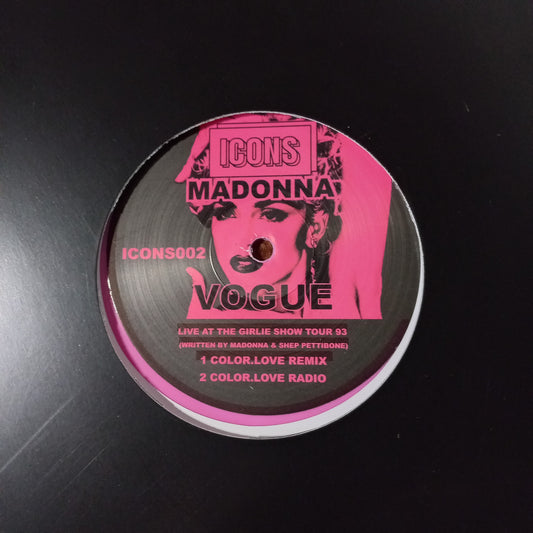 ICONS
MADONNA
ICONS002
VOGUE
LIVE AT THE GIRLIE SHOW TOUR 93
(WRITTEN BY MADONNA & SHEP PETTIBONE)
1 COLOR.LOVE REMIX
2 COLOR.LOVE RADIO